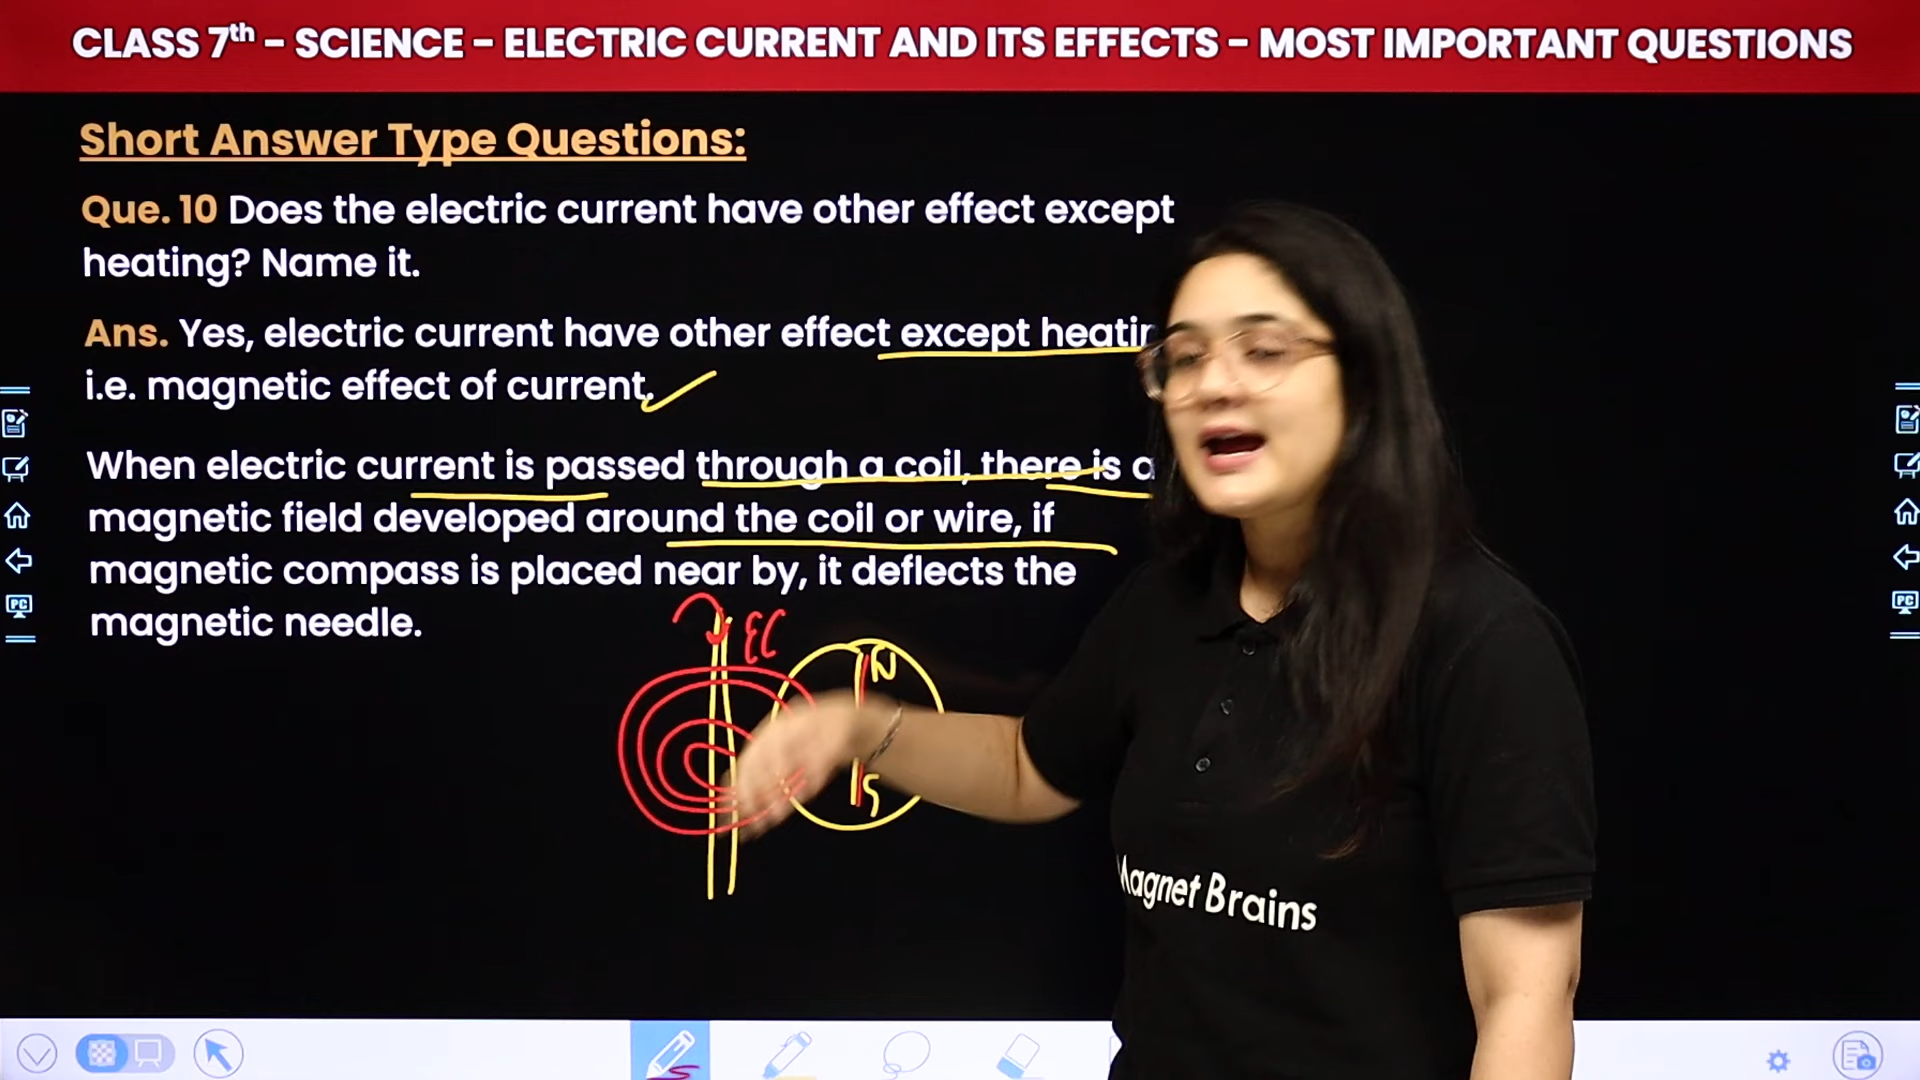 CLASS 7th - SCIENCE - ELECTRIC CURRENT AND ITS EFFECTS - MOST IMPORTANT QUESTIONS
Short Answer Type Questions:
Que. 10 Does the electric current have other effect except
heating? Name it.
Ans. Yes, electric current have other effect except
i.e. magnetic effect of current.
When electric current is passed through a coil, there is a
magnetic field developed around the coil or wire, if
magnetic compass is placed near by, it deflects the
magnetic needle.
EC
N
S
Magnet Brains
PC
PC